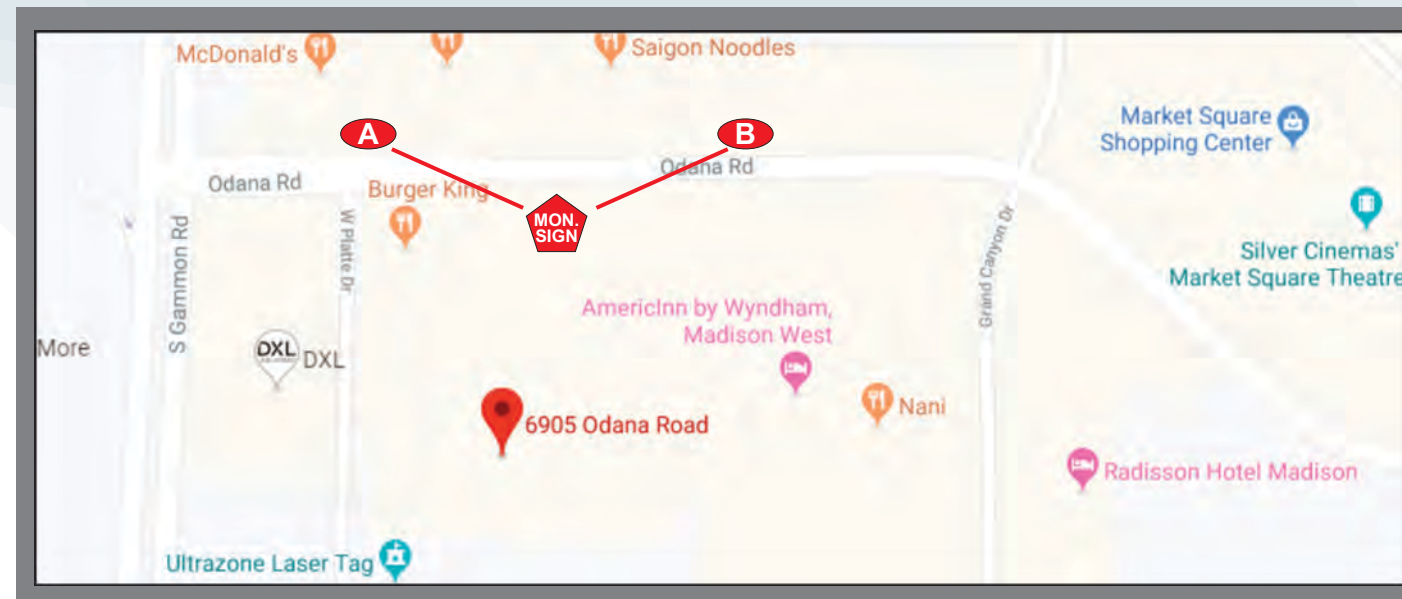 McDonald's
Saigon Noodles
A
B
Market Square
Shopping Center
Odana Rd
Odana Rd
Burger King
MON.
SIGN
S Gammon Rd
W Platte Dr
Grand Canyon Dr
Silver Cinemas'
Market Square Theatre
AmericInn by Wyndham,
Madison West
More
DXL
DXL
Nani
6905 Odana Road
Radisson Hotel Madison
Ultrazone Laser Tag